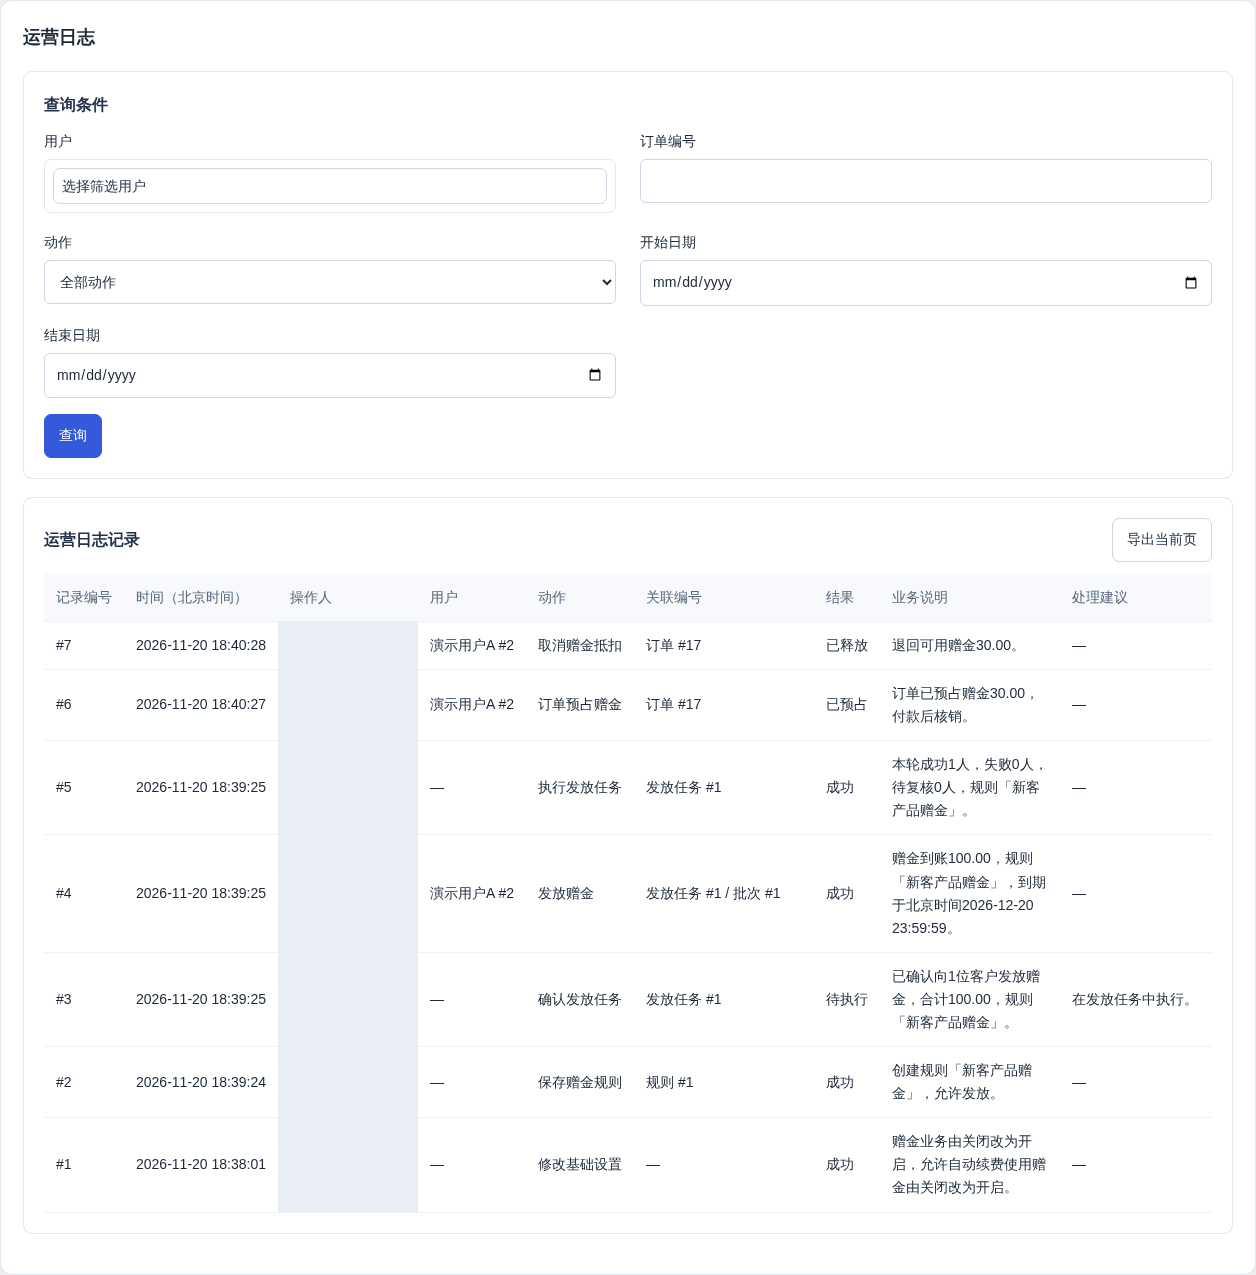 运营日志
查询条件
用户
订单编号
选择筛选用户
动作
开始日期
全部动作
mm/dd/yyyy
结束日期
mm/dd/yyyy
查询
运营日志记录
导出当前页
记录编号 时间（北京时间） 操作人 用户 动作 关联编号 结果 业务说明 处理建议
#7 2026-11-20 18:40:28 演示用户A #2 取消赠金抵扣 订单 #17 已释放 退回可用赠金30.00。 —
#6 2026-11-20 18:40:27 演示用户A #2 订单预占赠金 订单 #17 已预占 订单已预占赠金30.00，
付款后核销。 —
#5 2026-11-20 18:39:25 — 执行发放任务 发放任务 #1 成功 本轮成功1人，失败0人，
待复核0人，规则「新客
产品赠金」。 —
#4 2026-11-20 18:39:25 演示用户A #2 发放赠金 发放任务 #1 / 批次 #1 成功 赠金到账100.00，规则
「新客产品赠金」，到期
于北京时间2026-12-20
23:59:59。 —
#3 2026-11-20 18:39:25 — 确认发放任务 发放任务 #1 待执行 已确认向1位客户发放赠
金，合计100.00，规则
「新客产品赠金」。 在发放任务中执行。
#2 2026-11-20 18:39:24 — 保存赠金规则 规则 #1 成功 创建规则「新客产品赠
金」，允许发放。 —
#1 2026-11-20 18:38:01 — 修改基础设置 — 成功 赠金业务由关闭改为开
启，允许自动续费使用赠
金由关闭改为开启。 —